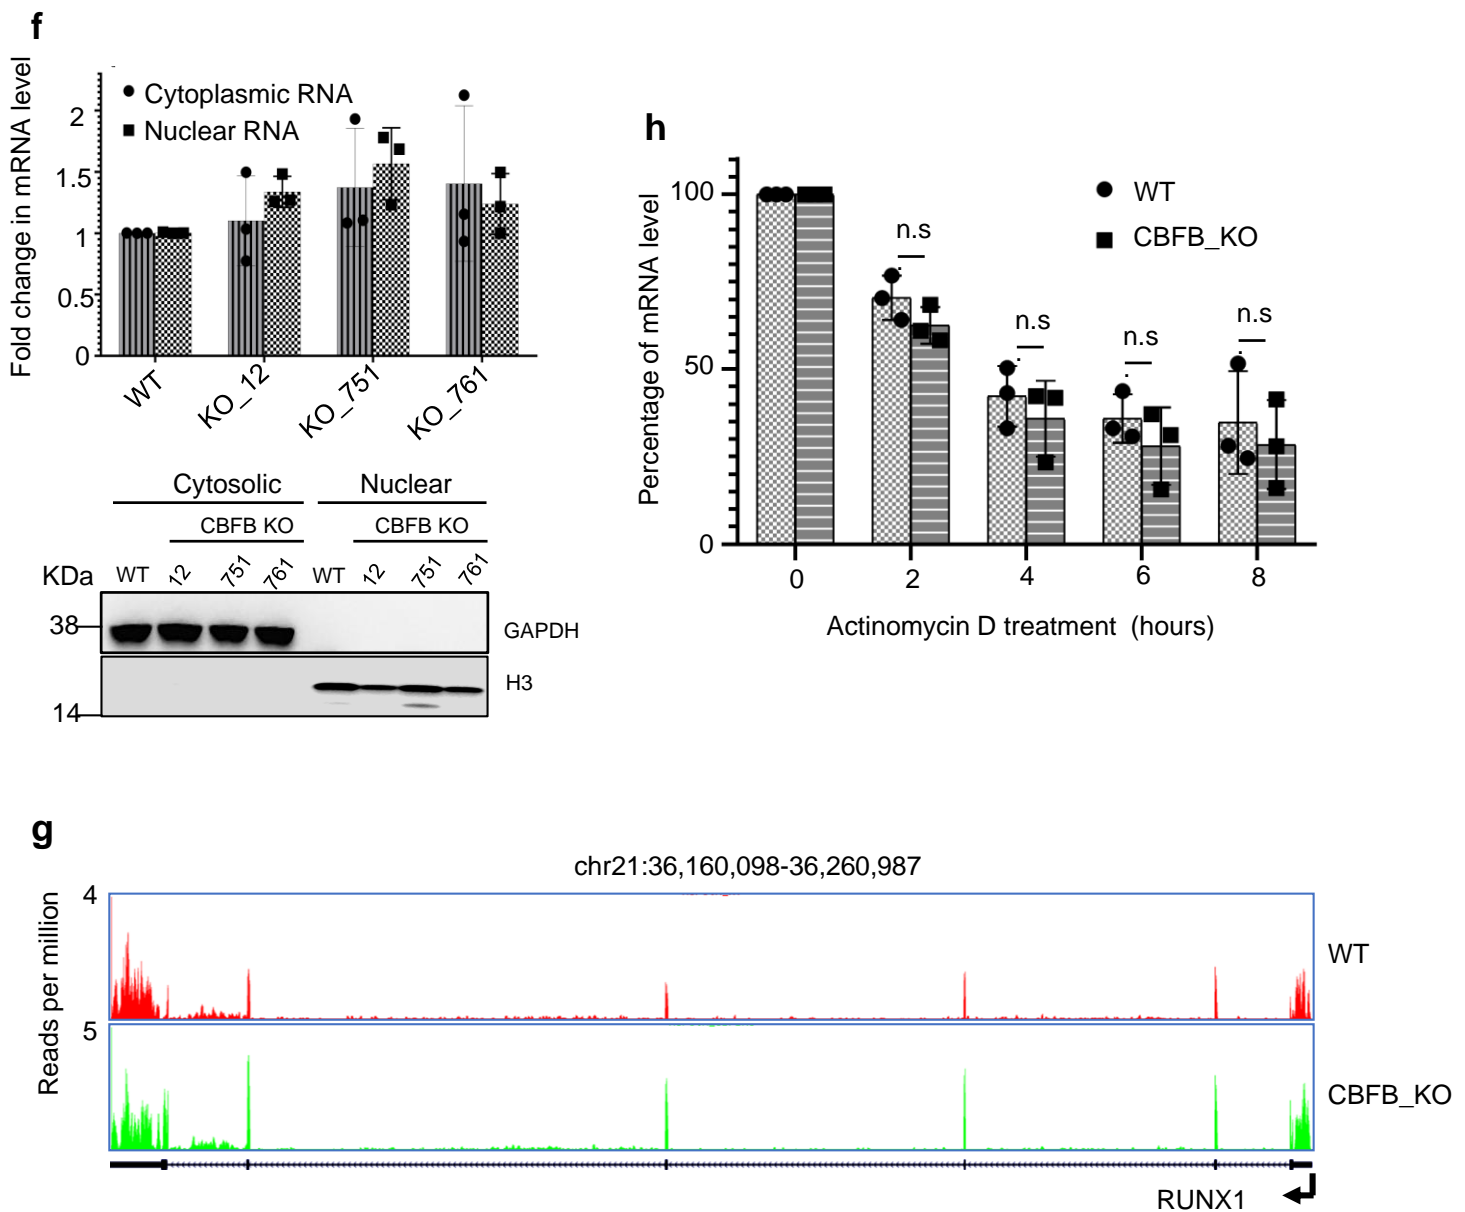 f
Fold change in mRNA level
2
1.5
1
0.5
0
Cytoplasmic RNA
Nuclear RNA
WT
KO_12
KO_751
KO_761
Cytosolic Nuclear
CBFB KO CBFB KO
KDa WT 12 751 761 WT 12 751 761
38
GAPDH
H3
14
h
Percentage of mRNA level
100
50
0
WT
CBFB_KO
n.s
n.s
n.s
n.s
0 2 4 6 8
Actinomycin D treatment (hours)
g
chr21:36,160,098-36,260,987
Reads per million
4
WT
5
CBFB_KO
RUNX1